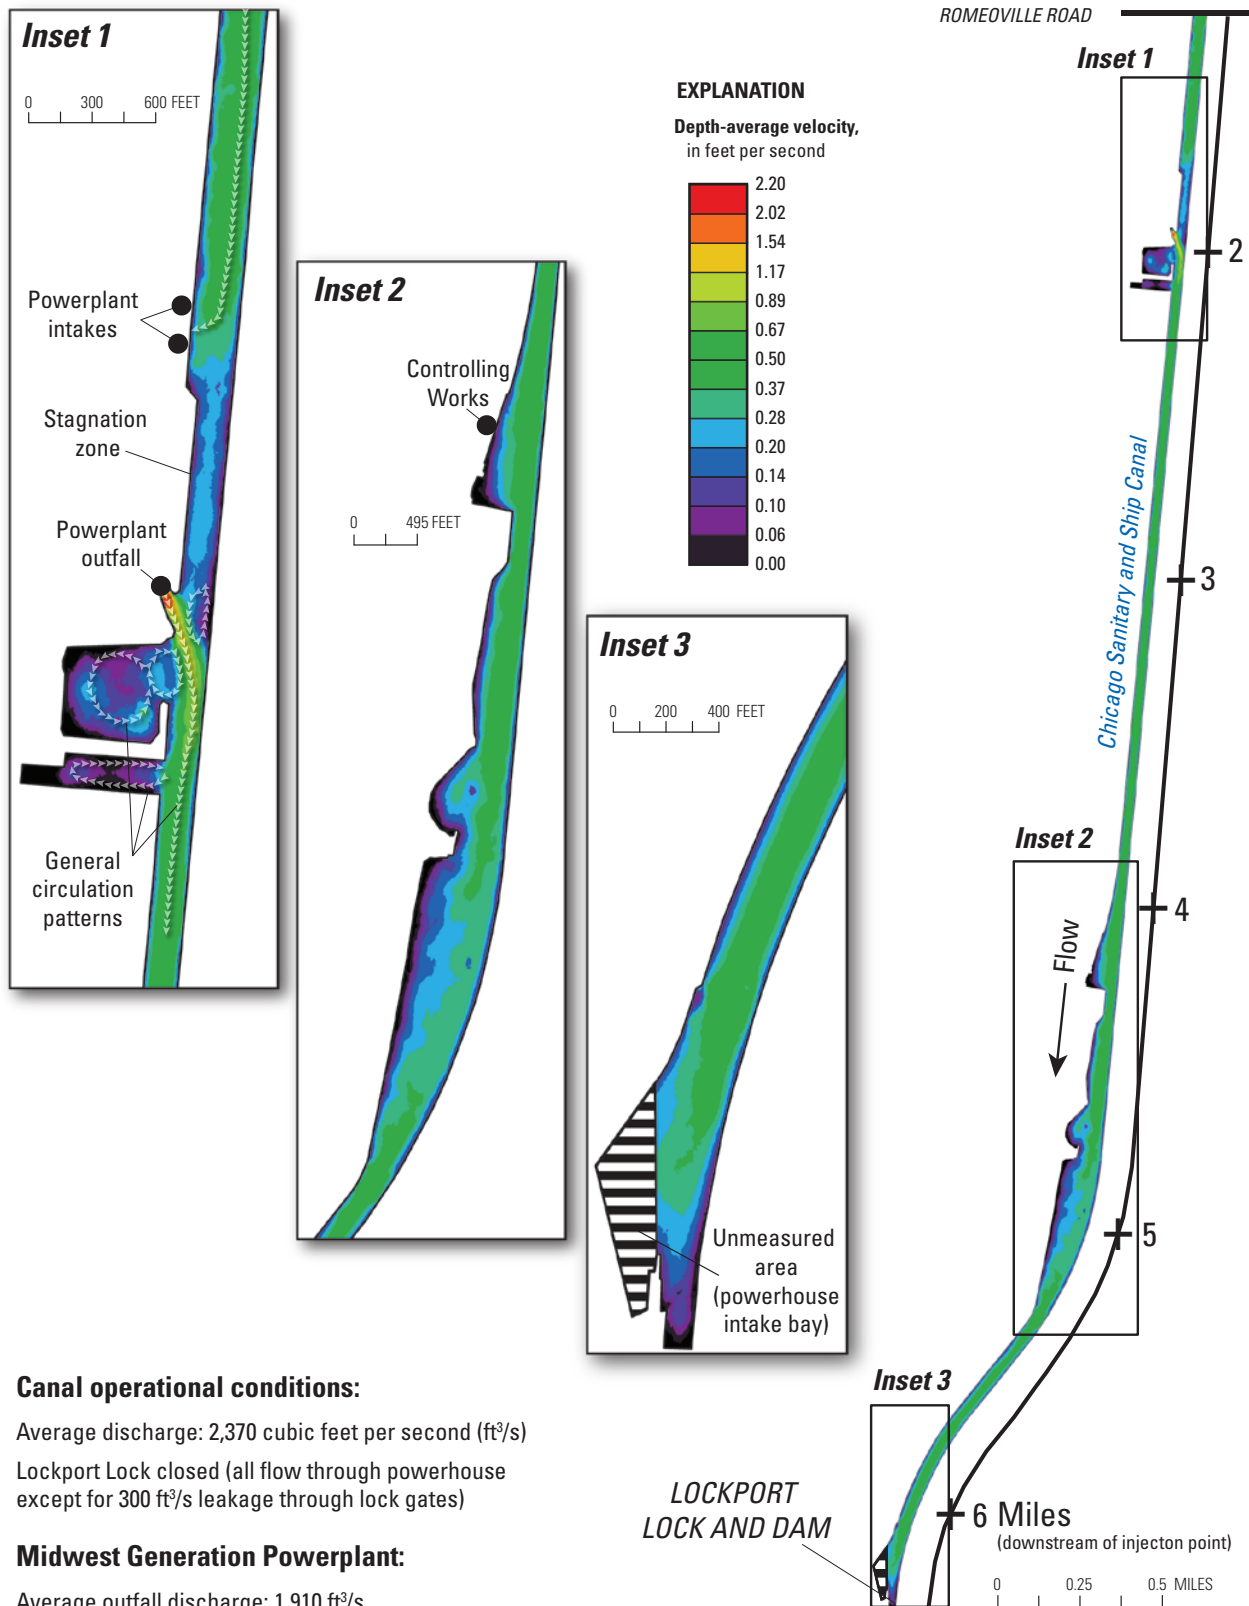 ROMEOVILLE ROAD
Inset 1
0 300 600 FEET
Powerplant
intakes
Stagnation
zone
Powerplant
outfall
General
circulation
patterns
Inset 2
Controlling
Works
0 495 FEET
EXPLANATION
Depth-average velocity,
in feet per second
2.20
2.02
1.54
1.17
0.89
0.67
0.50
0.37
0.28
0.20
0.14
0.10
0.06
0.00
Inset 3
0 200 400 FEET
Unmeasured
area
(powerhouse
intake bay)
Inset 1
2
3
Chicago Sanitary and Ship Canal
Inset 2
4
Flow
5
Inset 3
LOCKPORT
LOCK AND DAM
6 Miles
(downstream of injecton point)
0 0.25 0.5 MILES
Canal operational conditions:
Average discharge: 2,370 cubic feet per second (ft³/s)
Lockport Lock closed (all flow through powerhouse
except for 300 ft³/s leakage through lock gates)
Midwest Generation Powerplant:
Average outfall discharge: 1,910 ft³/s